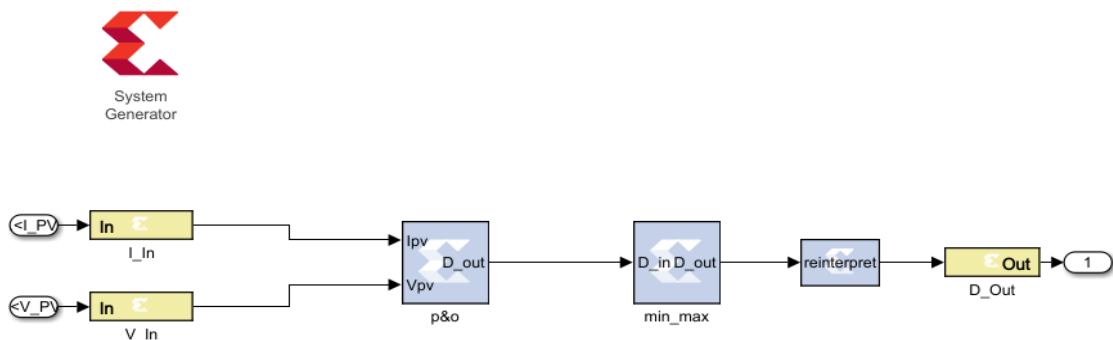 System
Generator
<I_PV
In
I_In
Ipv
D_out
Vpv
p&o
D_in D_out
min_max
reinterpret
Out
D_Out
1
<V_PV
In
V_In